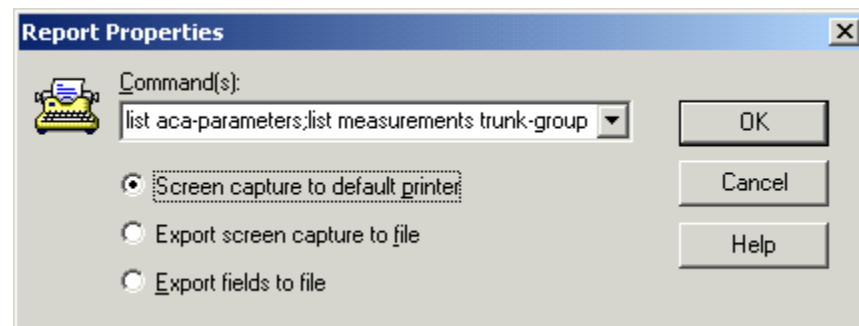 Report Properties
Command(s):
list aca-parameters;list measurements trunk-group
OK
Screen capture to default printer
Cancel
Export screen capture to file
Help
Export fields to file